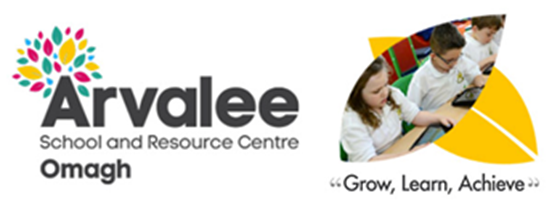 Arvalee
School and Resource Centre
Omagh
“Grow, Learn, Achieve”